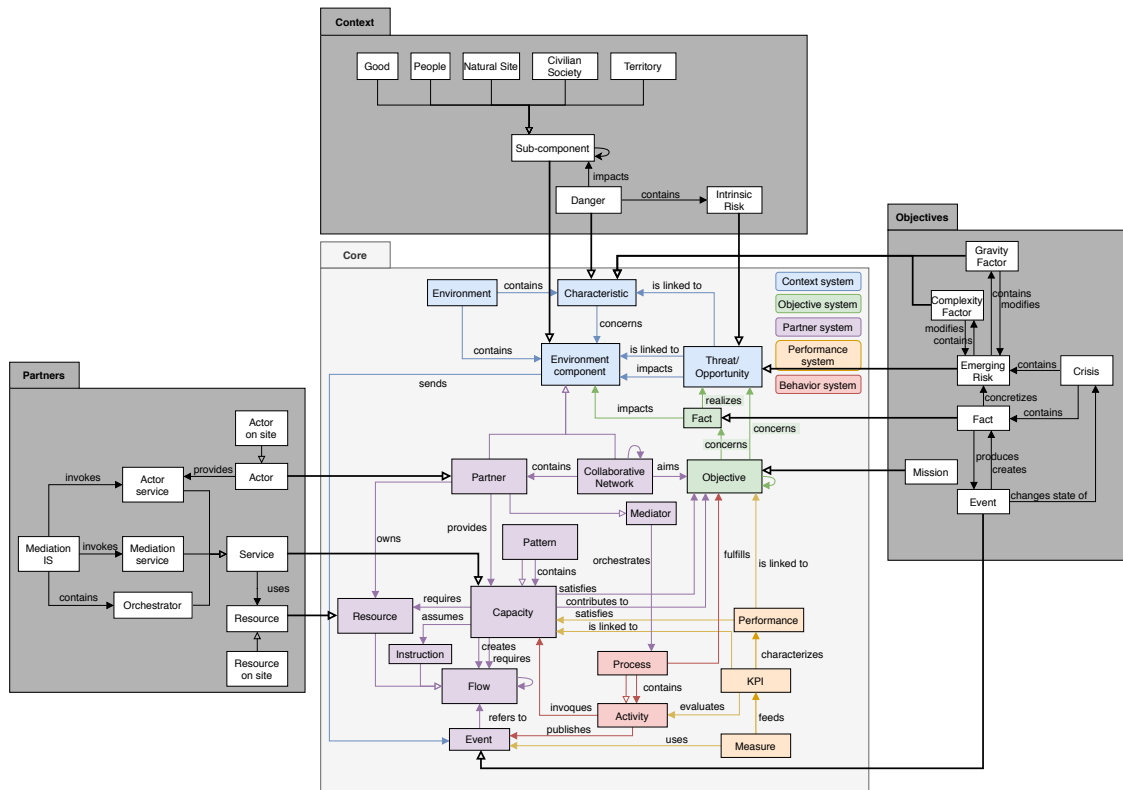 Context
Good
People
Natural Site
Civilian
Society
Territory
Sub-component
impacts
Danger
contains
Intrinsic
Risk
Objectives
Gravity
Factor
contains
modifies
Complexity
Factor
modifies
contains
Emerging
Risk
contains
Crisis
concretizes
Fact
contains
produces
creates
Mission
Event
changes state of
Core
Environment
contains
Characteristic
is linked to
Context system
Objective system
Partner system
Performance
system
Behavior system
concerns
contains
Environment
component
is linked to
impacts
Threat/
Opportunity
sends
realizes
impacts
Fact
concerns
concerns
Partner
contains
Collaborative
Network
aims
Objective
Mediator
provides
owns
Pattern
contains
orchestrates
fulfills
is linked to
satisfies
requires
Capacity
contributes to
satisfies
is linked to
Performance
Resource
assumes
Instruction
creates
requires
characterizes
Process
contains
KPI
Flow
invoques
Activity
evaluates
feeds
refers to
publishes
Event
uses
Measure
Partners
Actor
on site
provides
invokes
Actor
service
Actor
Mediation
IS
invokes
Mediation
service
Service
uses
contains
Orchestrator
Resource
Resource
on site